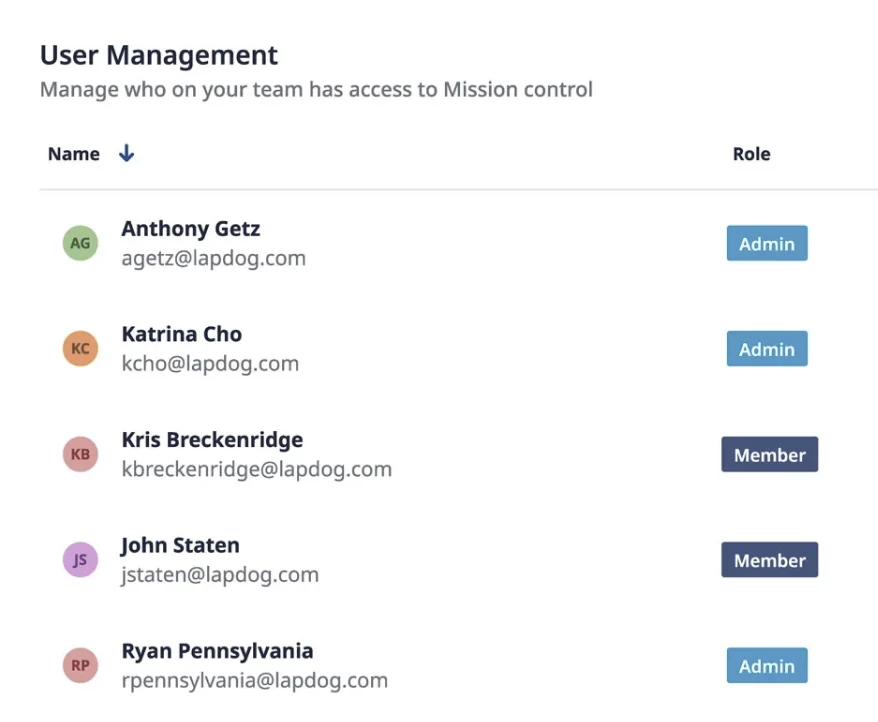 User Management
Manage who on your team has access to Mission control
Name Role
AG Anthony Getz Admin
agetz@lapdog.com
KC Katrina Cho Admin
kcho@lapdog.com
KB Kris Breckenridge Member
kbreckenridge@lapdog.com
JS John Staten Member
jstaten@lapdog.com
RP Ryan Pennsylvania Admin
rpennsylvania@lapdog.com